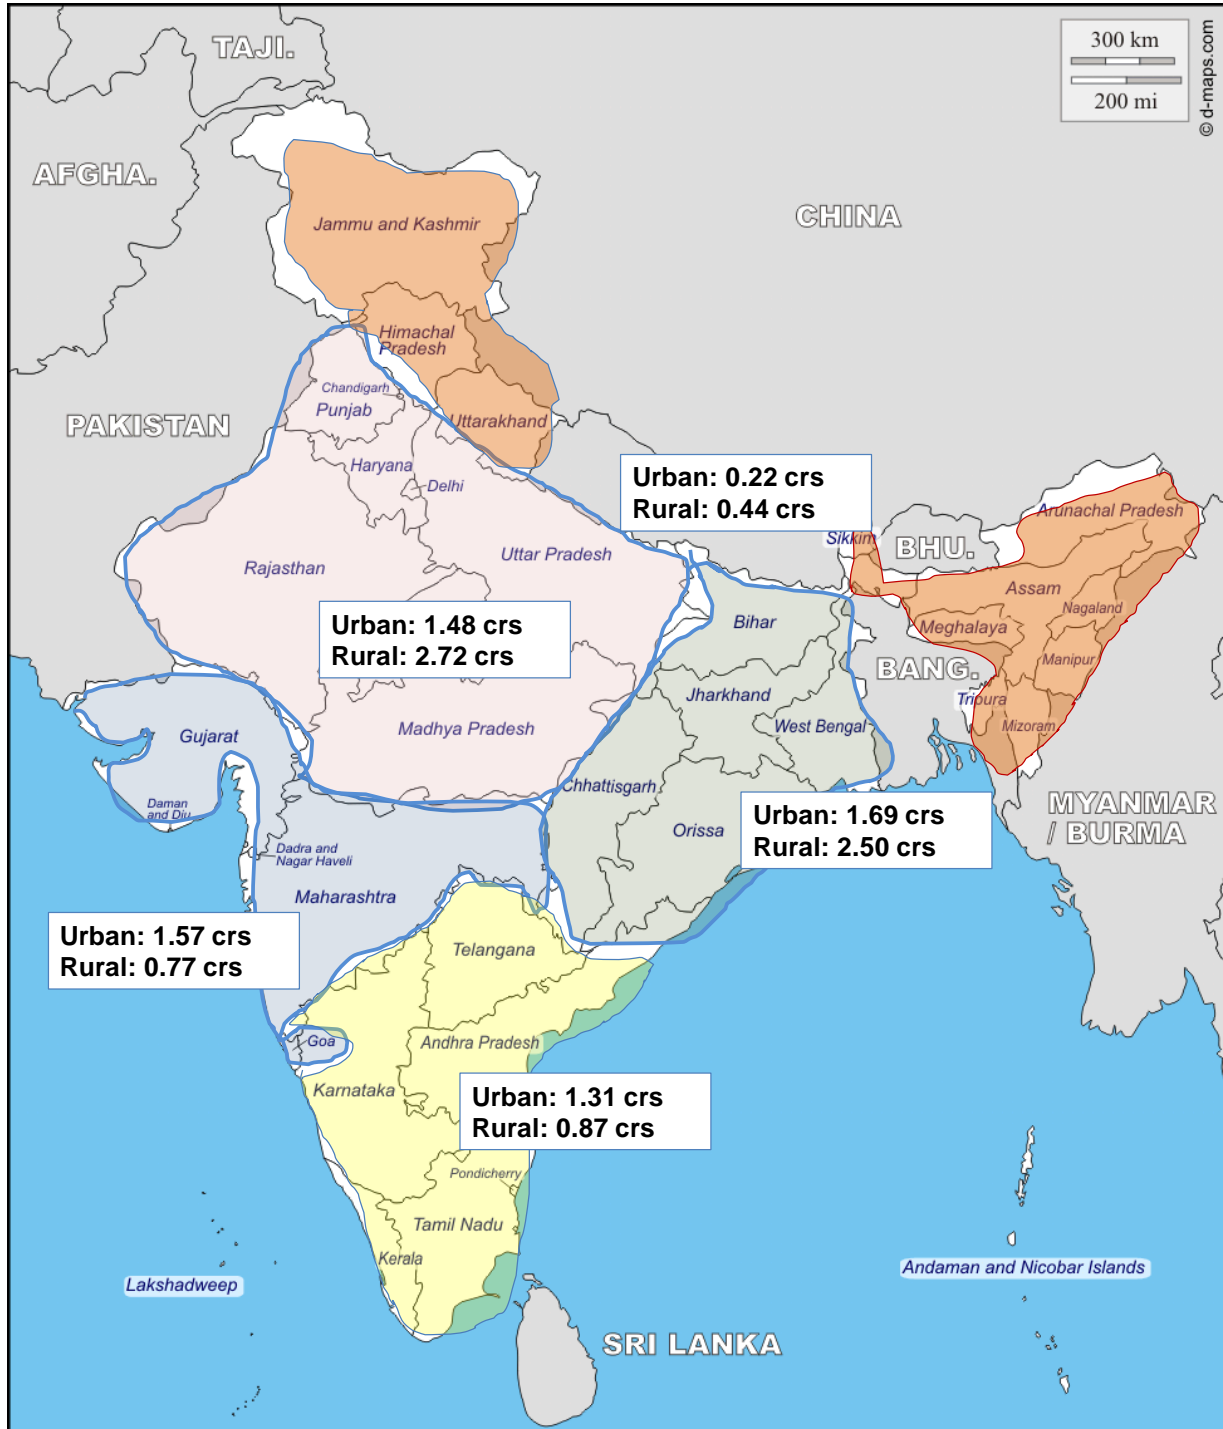 300 km
200 mi
© d-maps.com
TAJI.
AFGHA.
CHINA
Jammu and Kashmir
Himachal
Pradesh
Chandigarh
Punjab
PAKISTAN
Uttarakhand
Haryana
Delhi
Urban: 0.22 crs
Rural: 0.44 crs
Arunachal Pradesh
Sikkim
BHU.
Uttar Pradesh
Rajasthan
Assam
Nagaland
Meghalaya
Bihar
Urban: 1.48 crs
Rural: 2.72 crs
Manipur
BANG.
Jharkhand
Tripura
West Bengal
Mizoram
Madhya Pradesh
Gujarat
Chhattisgarh
Daman
and Diu
MYANMAR
/ BURMA
Orissa
Urban: 1.69 crs
Rural: 2.50 crs
Dadra and
Nagar Haveli
Maharashtra
Urban: 1.57 crs
Rural: 0.77 crs
Telangana
Goa
Andhra Pradesh
Karnataka
Urban: 1.31 crs
Rural: 0.87 crs
Pondicherry
Tamil Nadu
Kerala
Lakshadweep
Andaman and Nicobar Islands
SRI LANKA